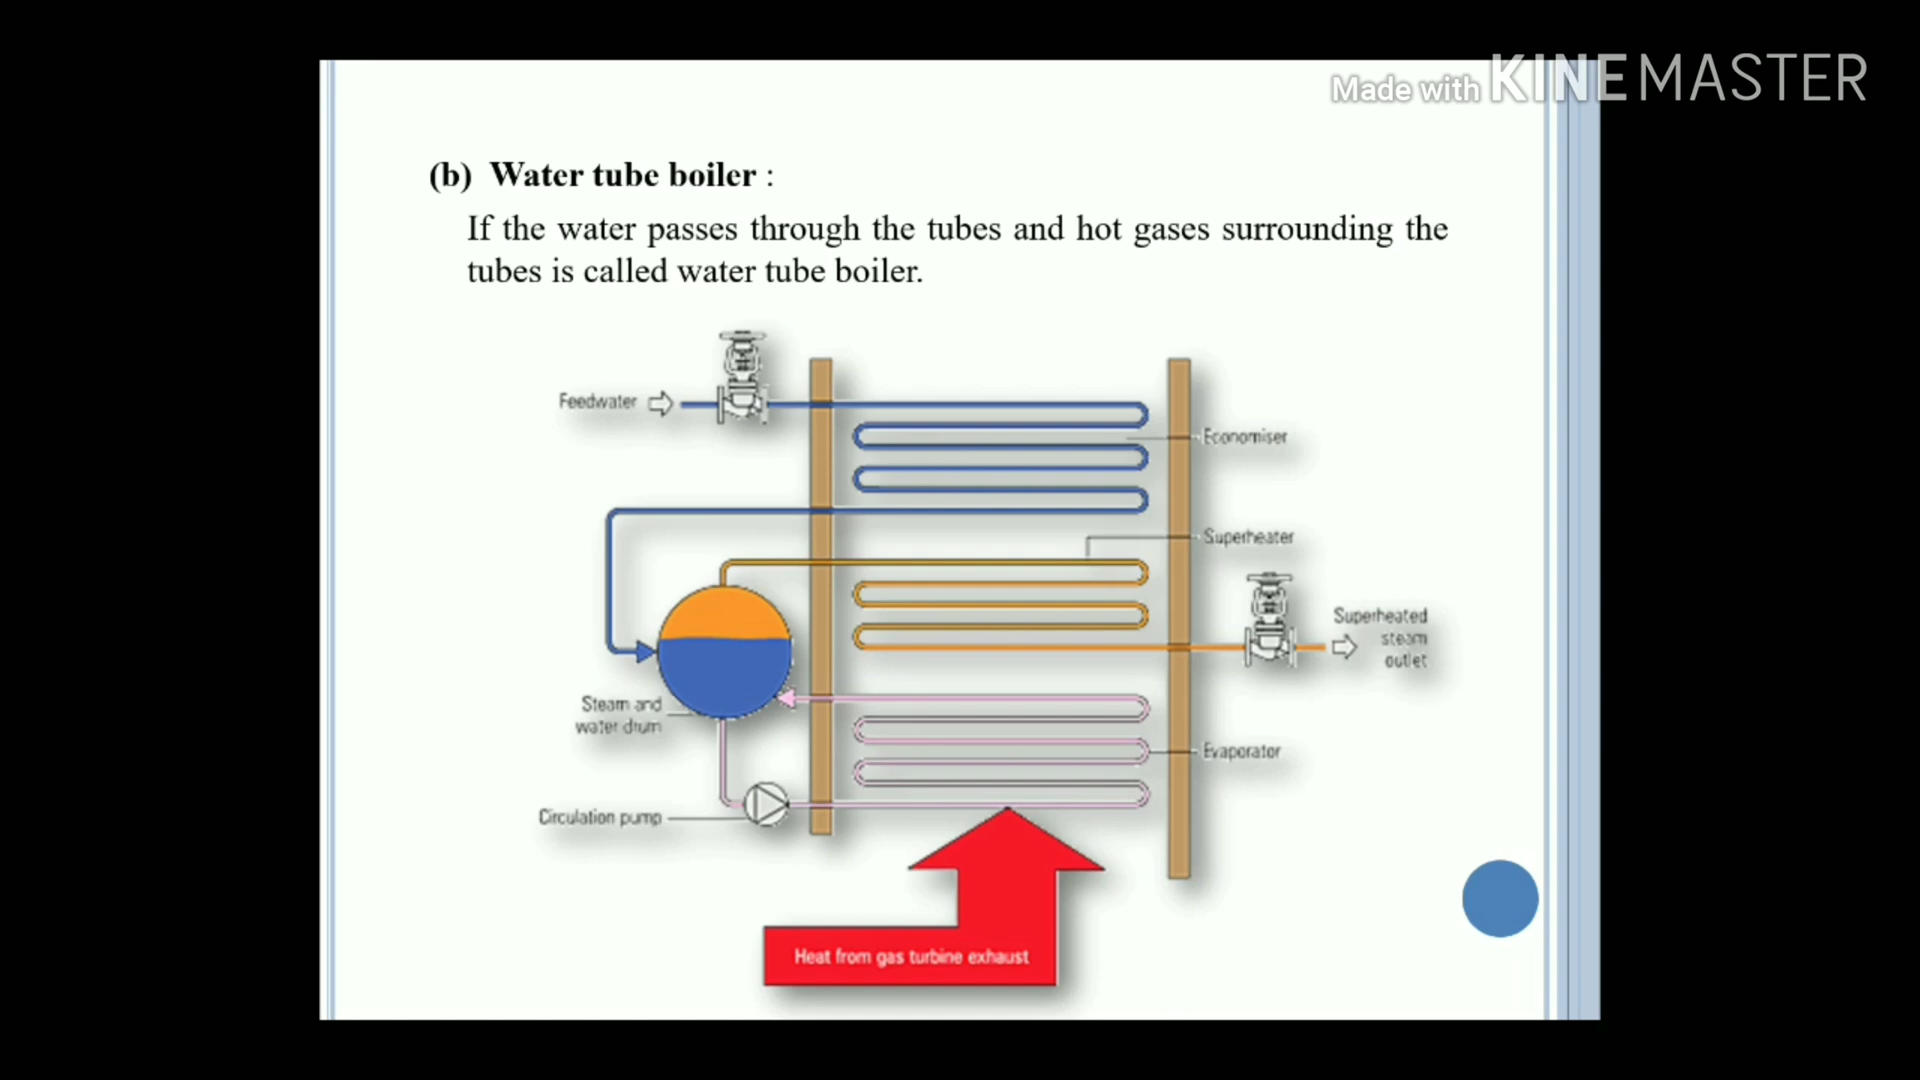 Made with KINEMASTER
(b) Water tube boiler :
If the water passes through the tubes and hot gases surrounding the
tubes is called water tube boiler.
Feedwater
Economiser
Superheater
Superheated
steam
outlet
Steam and
water drum
Evaporator
Circulation pump
Heat from gas turbine exhaust